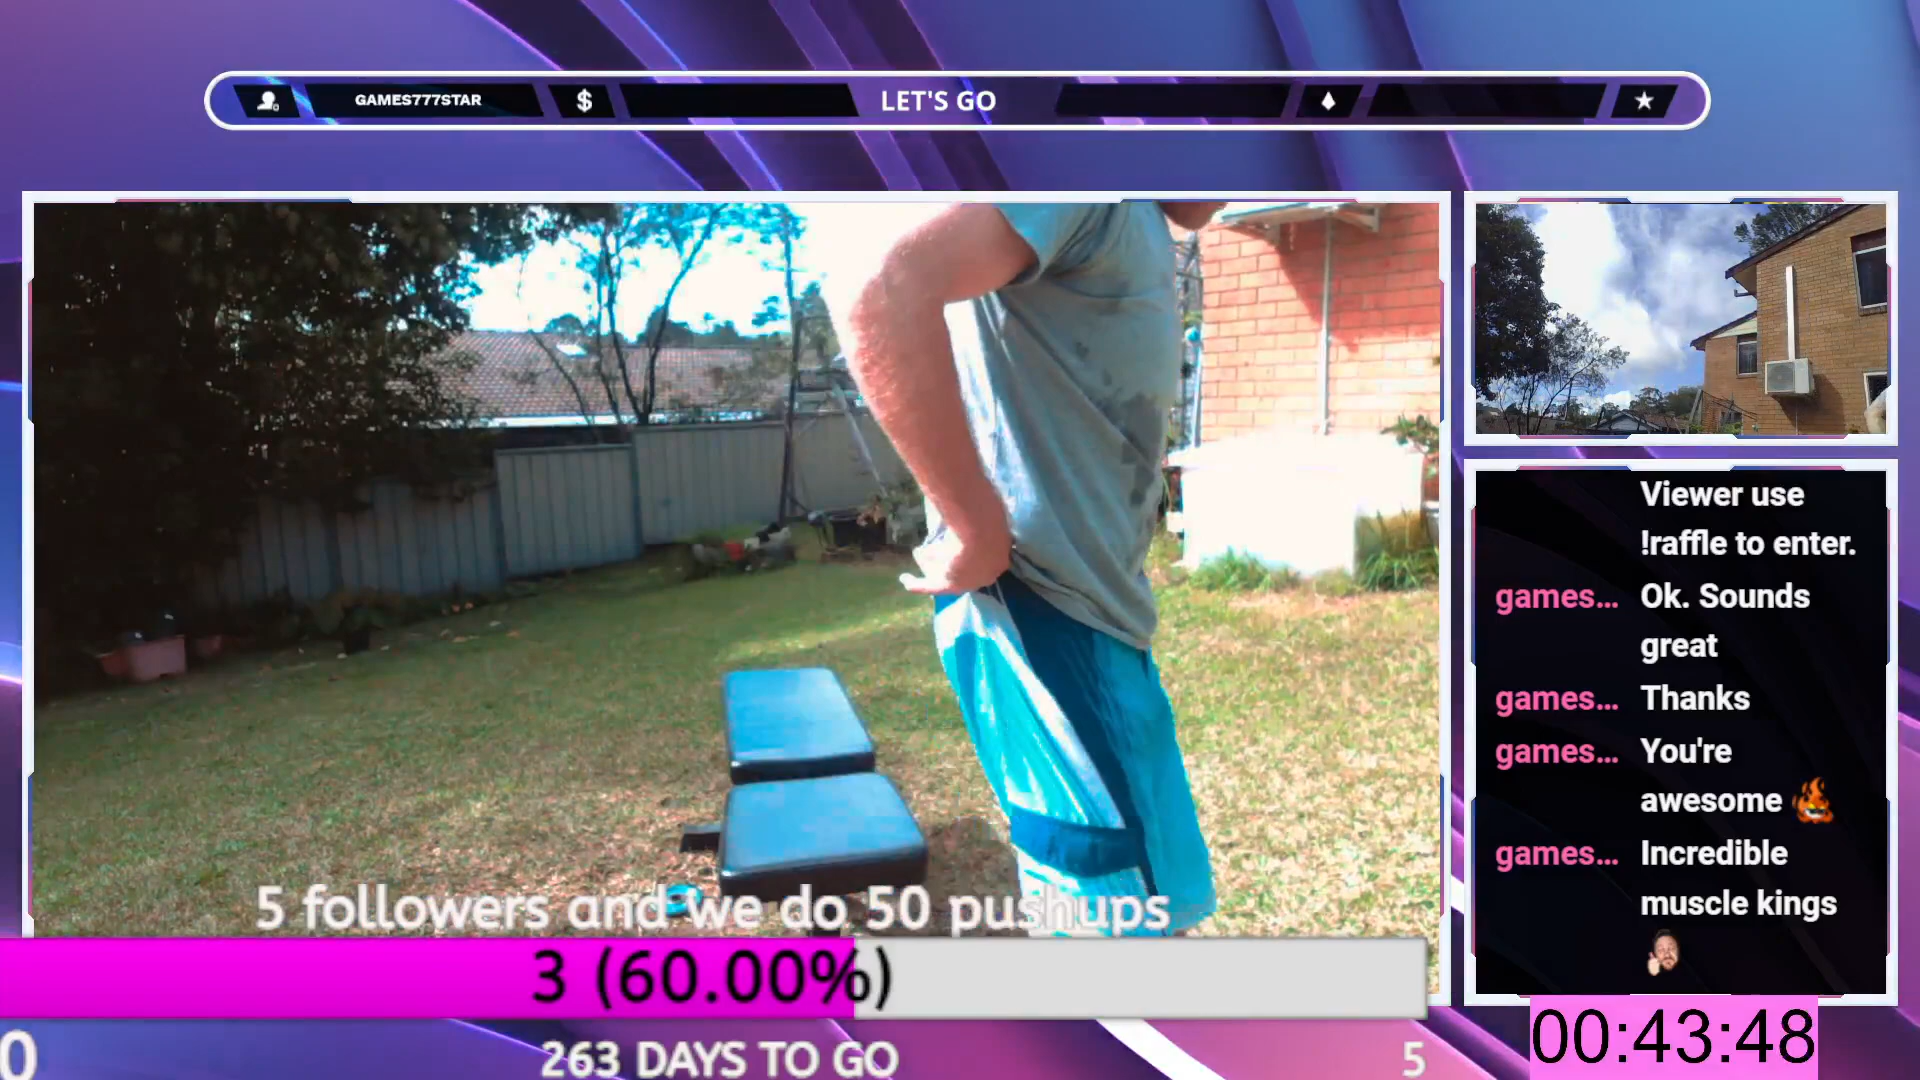 GAMES777STAR
$
LET'S GO
Viewer use
!raffle to enter.
games... Ok. Sounds
great
games... Thanks
games... You're
awesome
games... Incredible
muscle kings
5 followers and we do 50 pushups
3 (60.00%)
0
263 DAYS TO GO
5
00:43:48